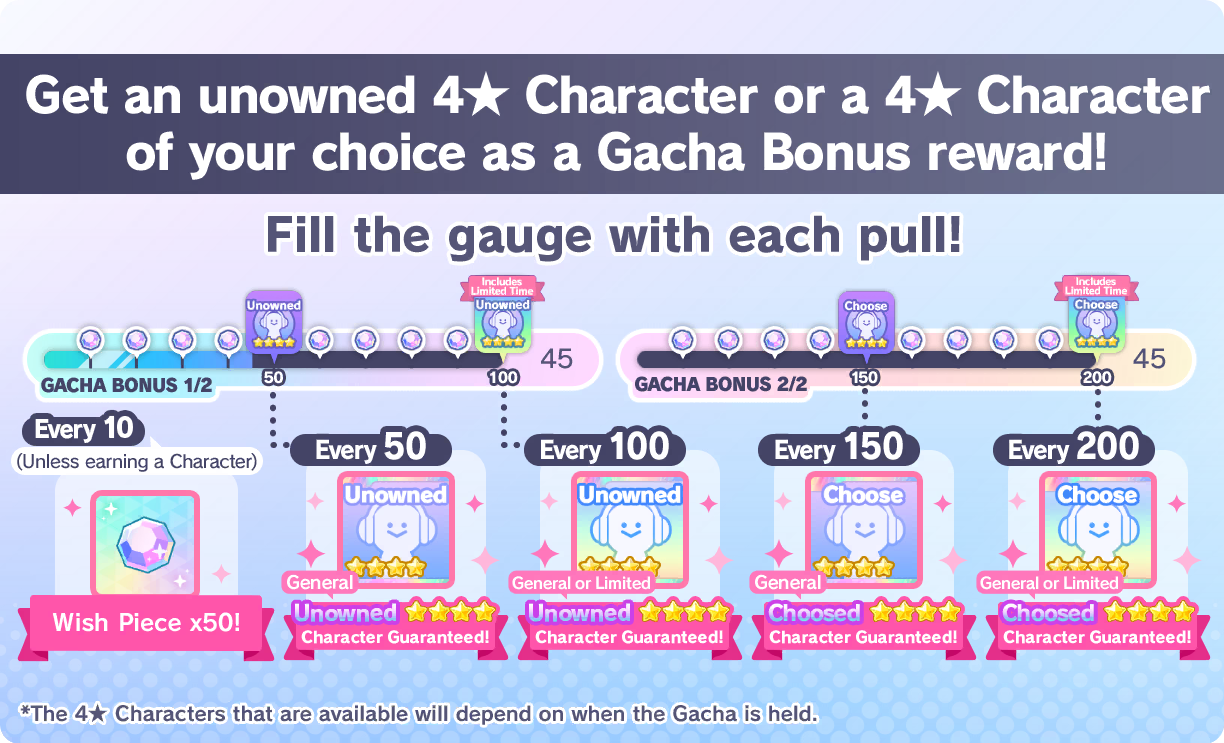 Get an unowned 4★ Character or a 4★ Character
of your choice as a Gacha Bonus reward!
Fill the gauge with each pull!
Unowned
Includes
Limited Time
Unowned
45
50
100
GACHA BONUS 1/2
Choose
Includes
Limited Time
Choose
45
150
200
GACHA BONUS 2/2
Every 10
(Unless earning a Character)
Wish Piece x50!
Every 50
Unowned
General
Unowned ★★★★
Character Guaranteed!
Every 100
Unowned
General or Limited
Unowned ★★★★
Character Guaranteed!
Every 150
Choose
General
Choosed ★★★★
Character Guaranteed!
Every 200
Choose
General or Limited
Choosed ★★★★
Character Guaranteed!
*The 4★ Characters that are available will depend on when the Gacha is held.